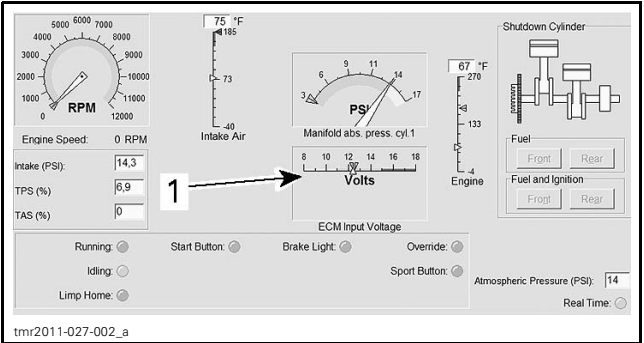 5000 6000 7000
4000 8000
3000 9000
2000 10000
1000 11000
0 RPM 12000
Engine Speed: 0 RPM
Intake (PSI): 14,3
TPS (%) 6,9
TAS (%) 0
75 °F
185
73
-40
Intake Air
9 11
6 14
3 17
PSI
Manifold abs. press. cyl.1
8 10 12 14 16 18
Volts
ECM Input Voltage
1
67 °F
270
133
-4
Engine
Shutdown Cylinder
Fuel
Front Rear
Fuel and Ignition
Front Rear
Running: Start Button: Brake Light: Override:
Idling: Sport Button:
Limp Home:
Atmospheric Pressure (PSI): 14
Real Time:
tmr2011-027-002_a